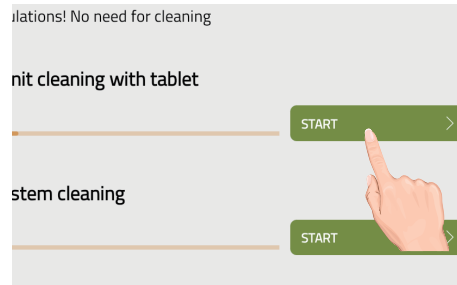 ulations! No need for cleaning
nit cleaning with tablet
START
stem cleaning
START